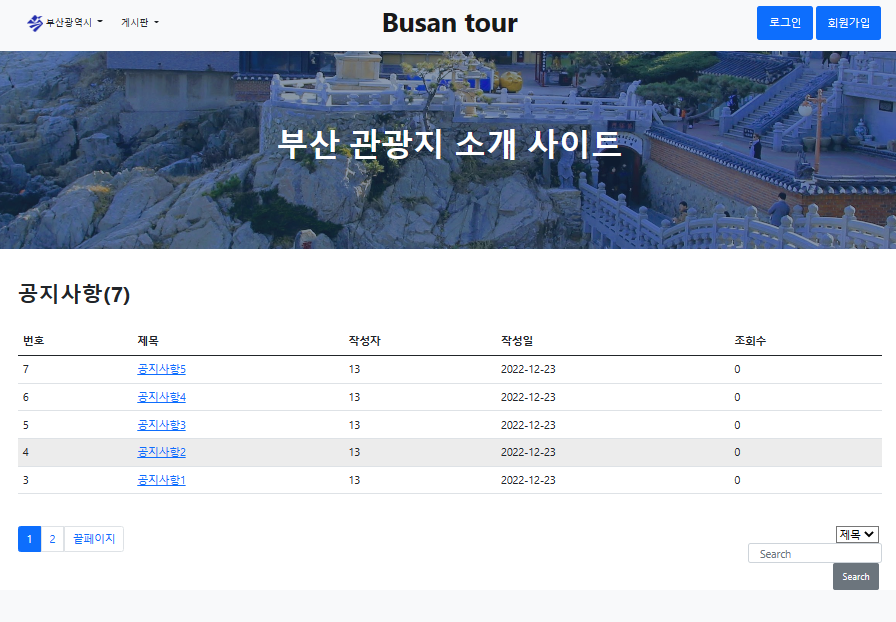 부산광역시 게시판 Busan tour 로그인 회원가입
부산 관광지 소개 사이트
공지사항(7)
번호 제목 작성자 작성일 조회수
7 공지사항5 13 2022-12-23 0
6 공지사항4 13 2022-12-23 0
5 공지사항3 13 2022-12-23 0
4 공지사항2 13 2022-12-23 0
3 공지사항1 13 2022-12-23 0
1 2 끝페이지 제목
Search
Search